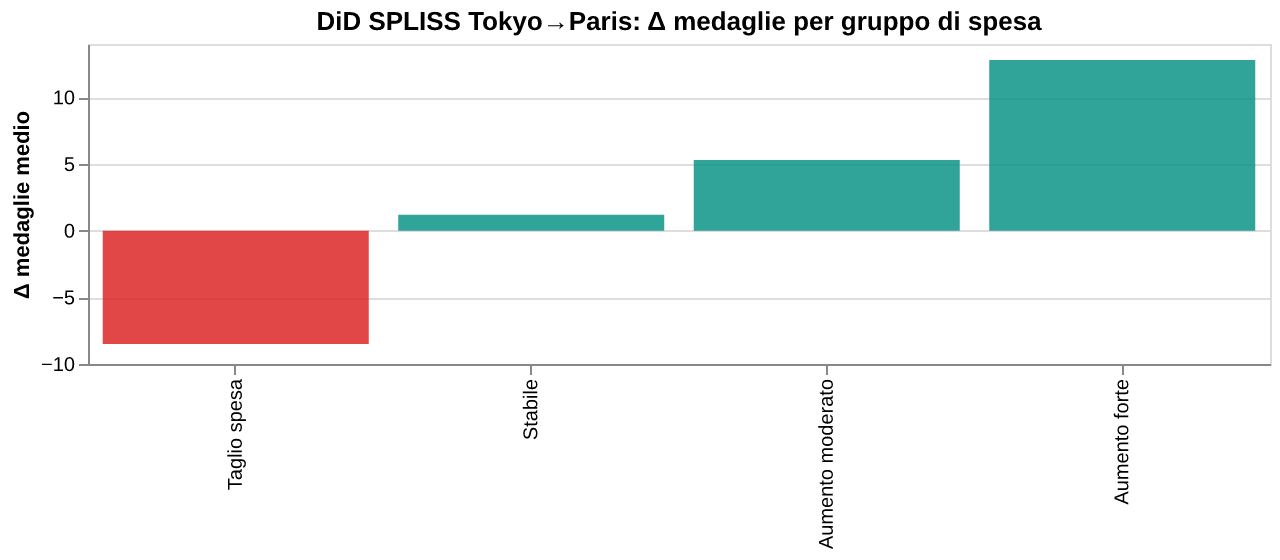 DiD SPLISS Tokyo→Paris: Δ medaglie per gruppo di spesa
Δ medaglie medio
10
5
0
−5
−10
Taglio spesa
Stabile
Aumento moderato
Aumento forte